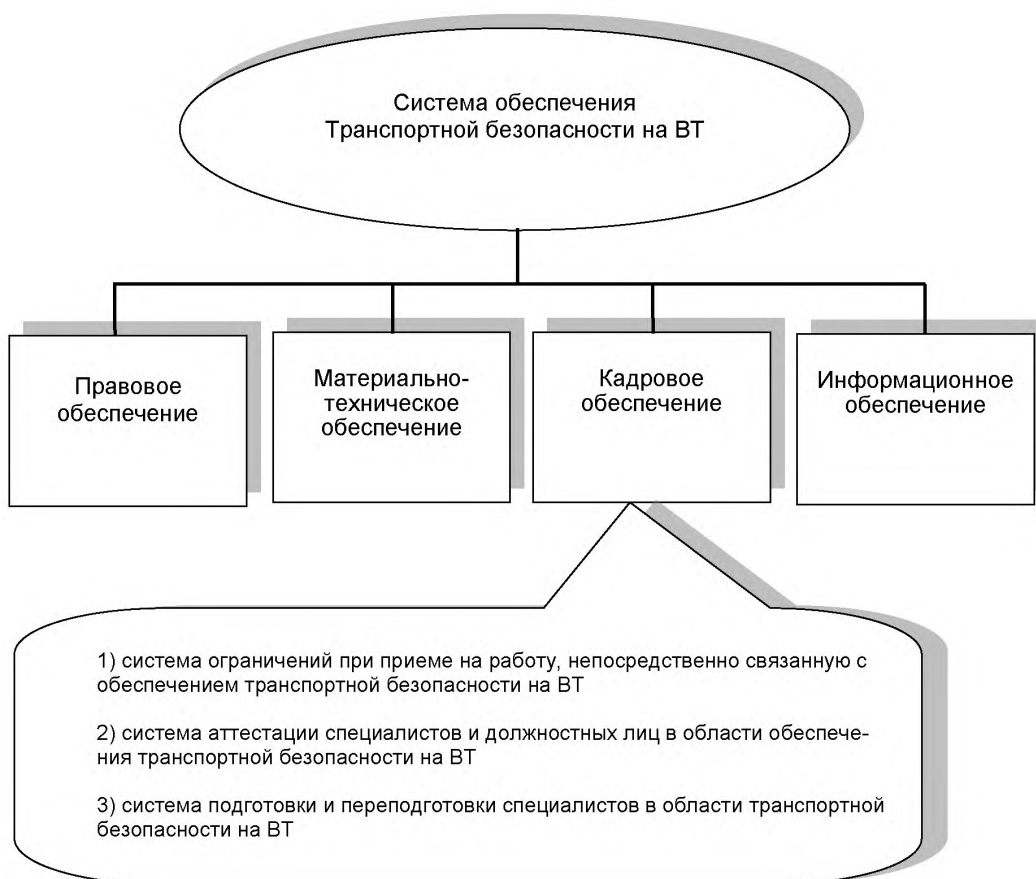 Система обеспечения
Транспортной безопасности на ВТ
Правовое
обеспечение
Материально-
техническое
обеспечение
Кадровое
обеспечение
Информационное
обеспечение
1) система ограничений при приеме на работу, непосредственно связанную с
обеспечением транспортной безопасности на ВТ
2) система аттестации специалистов и должностных лиц в области обеспече-
ния транспортной безопасности на ВТ
3) система подготовки и переподготовки специалистов в области транспортной
безопасности на ВТ